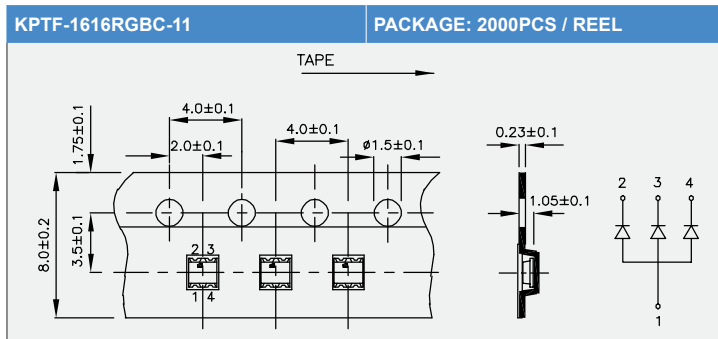 KPTF-1616RGBC-11
PACKAGE: 2000PCS / REEL
TAPE
4.0±0.1
4.0±0.1
2.0±0.1
ø1.5±0.1
1.75±0.1
0.23±0.1
1.05±0.1
8.0±0.2
3.5±0.1
2 3
1 4
2 3 4
1